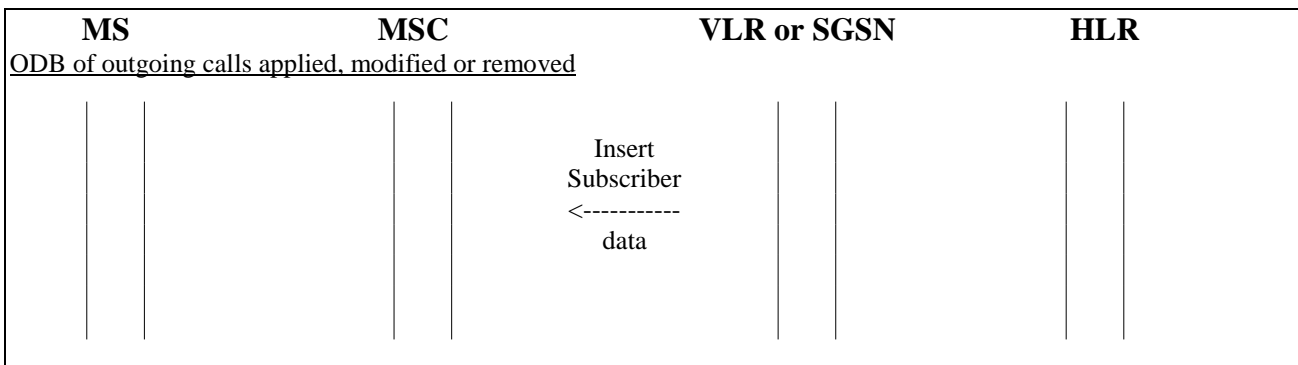 MS MSC VLR or SGSN HLR
ODB of outgoing calls applied, modified or removed
Insert
Subscriber
<-----------
data